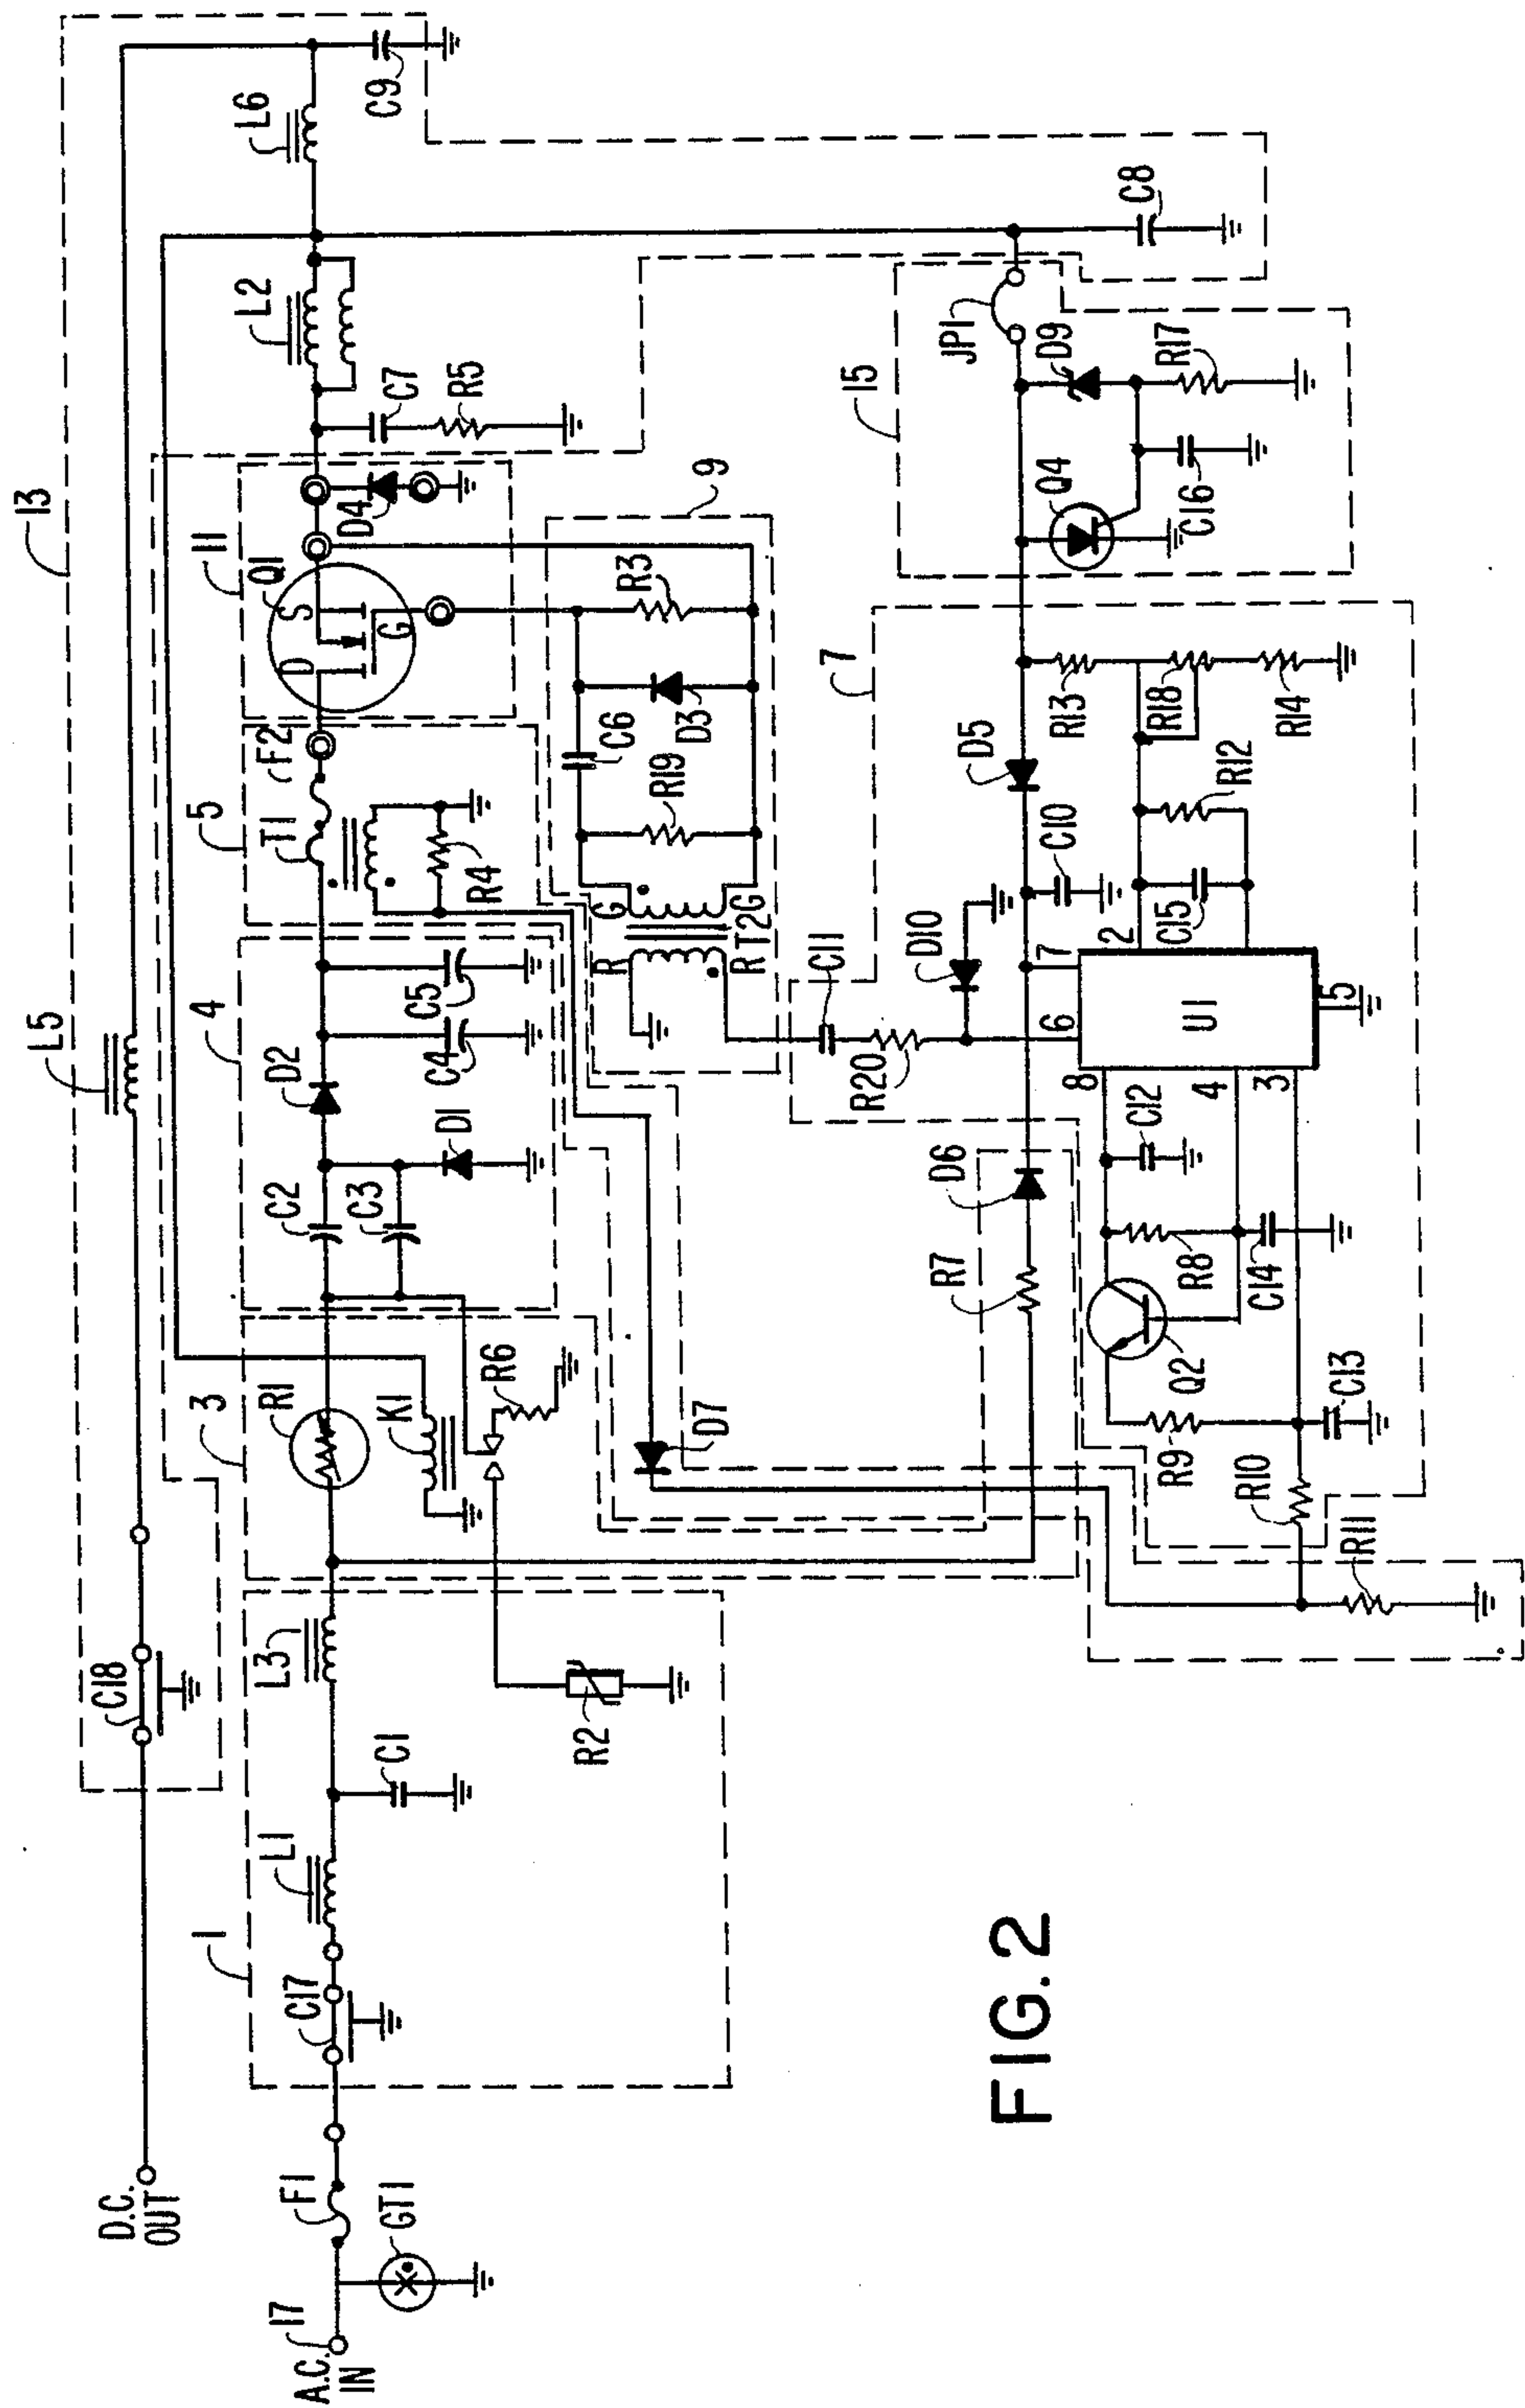 13
L5
C18
D.C.
OUT
L6
C9
L2
C7
R5
11
Q1
D
S
G
D4
9
R3
D3
C6
R19
G
G
R
R
T2
5
T1
F2
R4
4
D2
C5
C4
D1
C2
C3
3
R1
K1
R6
1
L3
C1
L1
C17
R2
F1
GT1
17
A.C.
IN
C8
JP1
15
D9
R17
Q4
C16
7
D5
R13
R18
R14
R12
C10
C15
D10
C11
R20
2
7
6
U1
5
8
4
3
D6
R7
C12
R8
C14
Q2
R9
C13
R10
R11
D7
FIG.2